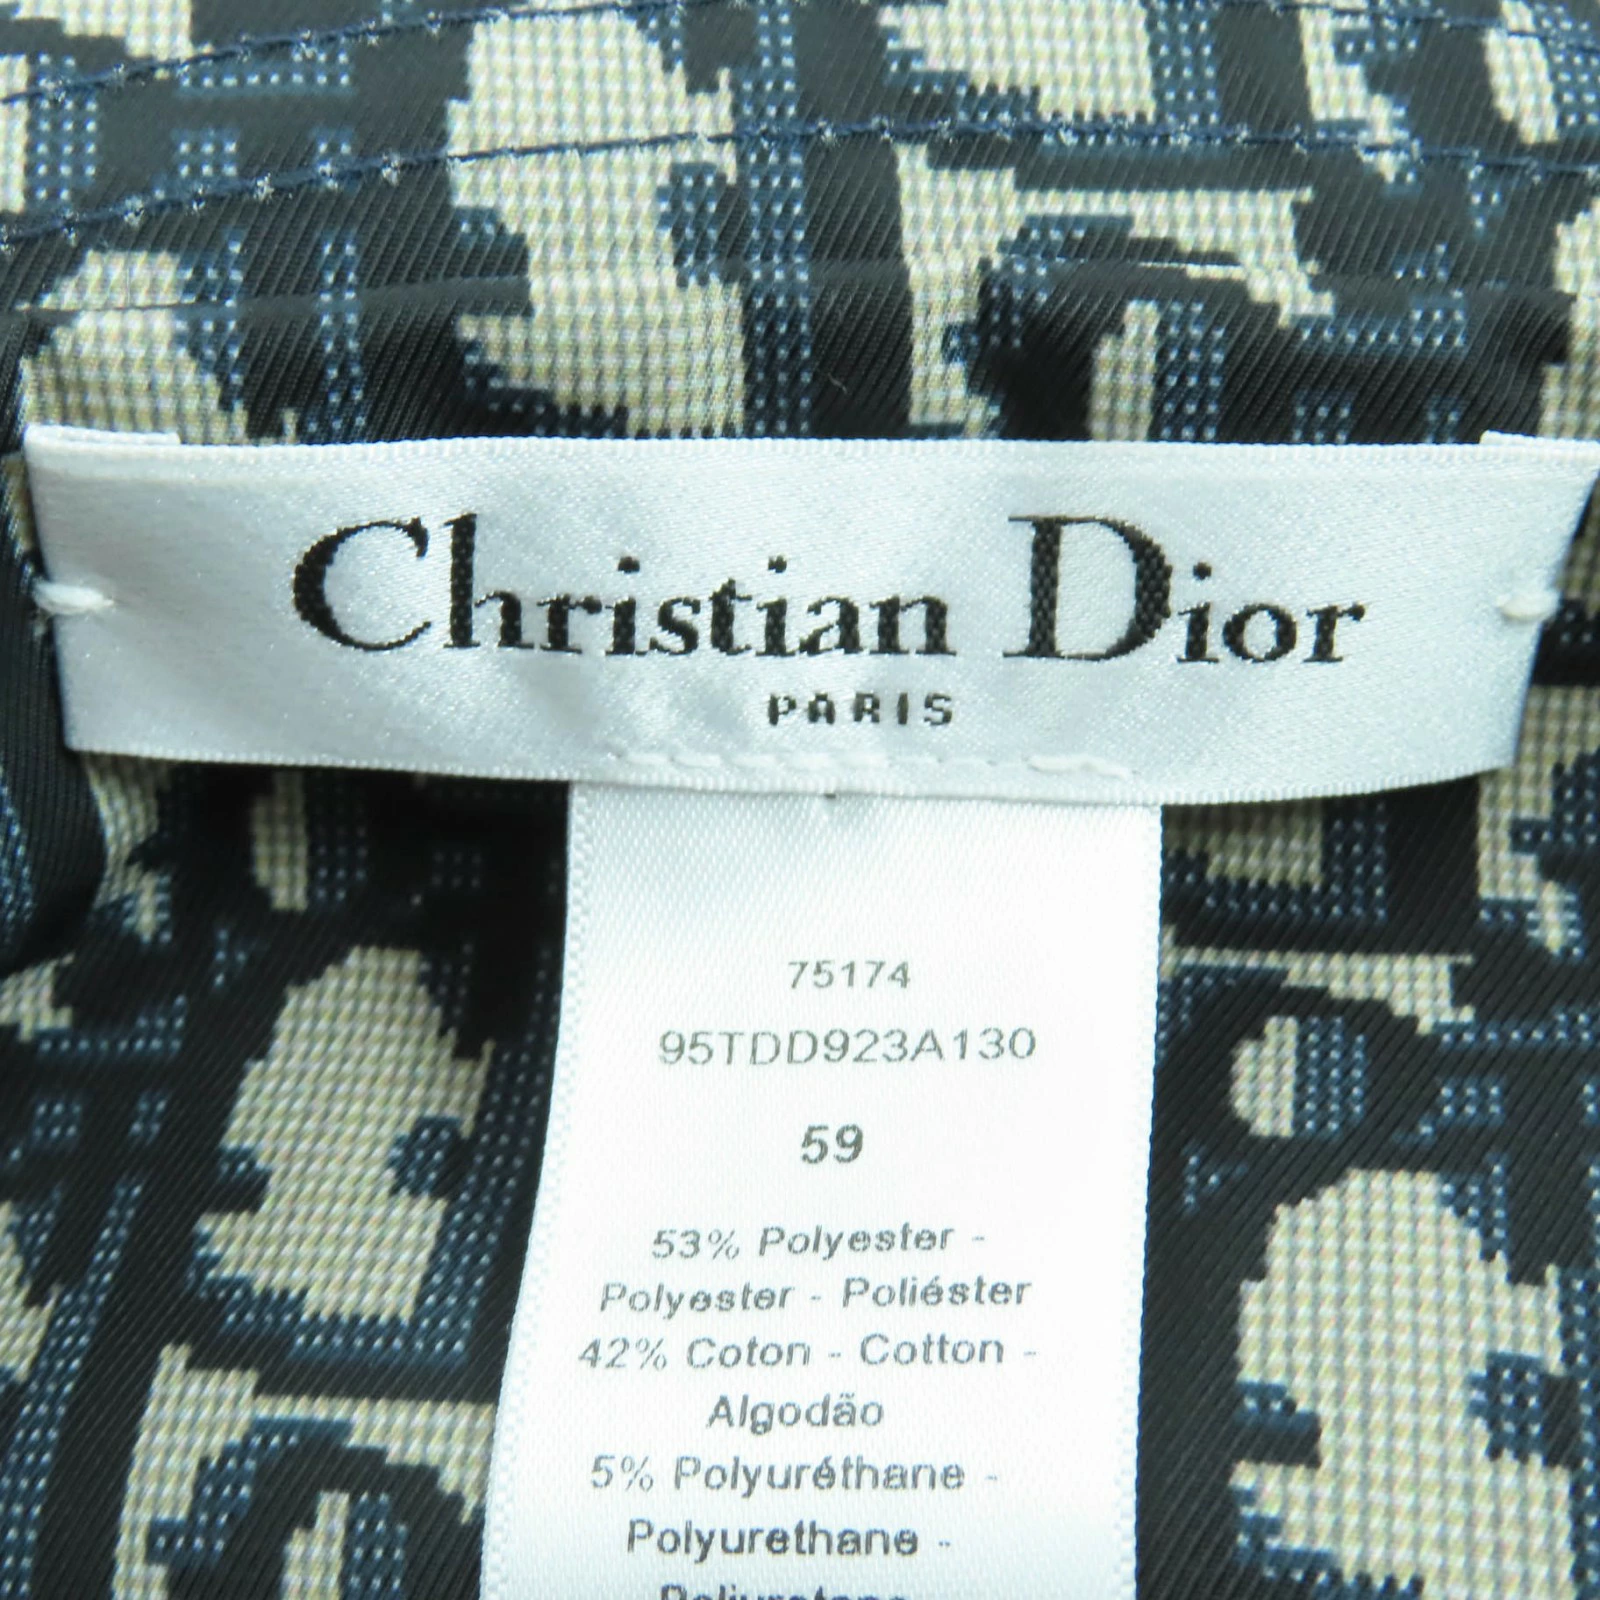 Christian Dior
PARIS
75174
95TDD923A130
59
53% Polyester -
Polyester - Poliéster
42% Coton - Cotton -
Algodão
5% Polyuréthane -
Polyurethane -